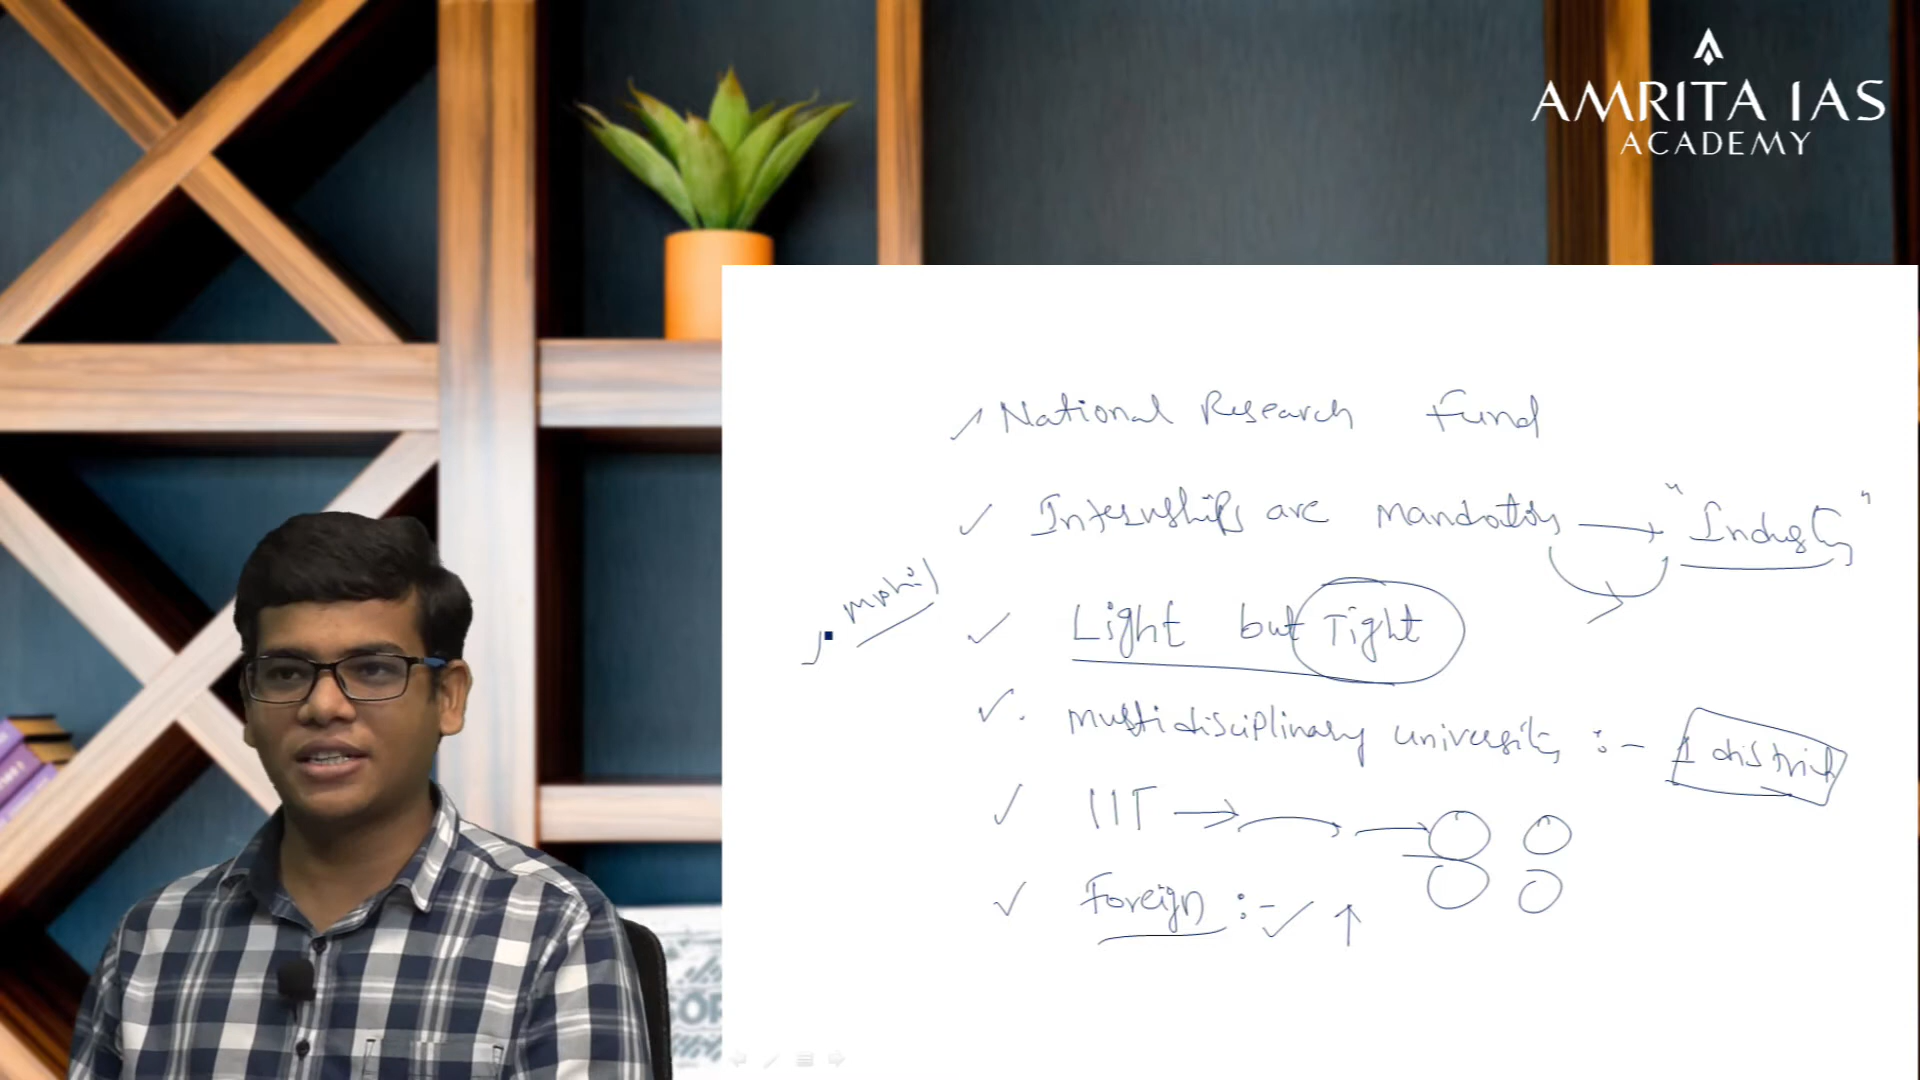 AMRITA IAS
ACADEMY
National Research Fund
Internships are mandatory → "Industry"
Mphil
Light but Tight
multidisciplinary university :- 1 district
IIT →
Foreign :- ✓ ↑